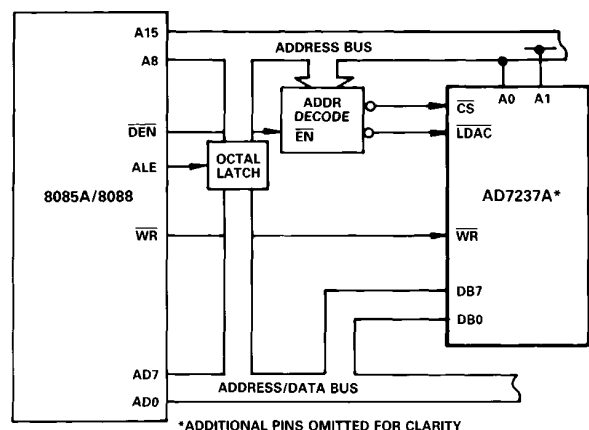 A15
ADDRESS BUS
A8
ADDR
DECODE
EN
A0 A1
CS
LDAC
DEN
ALE
OCTAL
LATCH
8085A/8088
AD7237A*
WR
WR
DB7
DB0
AD7
ADDRESS/DATA BUS
AD0
*ADDITIONAL PINS OMITTED FOR CLARITY